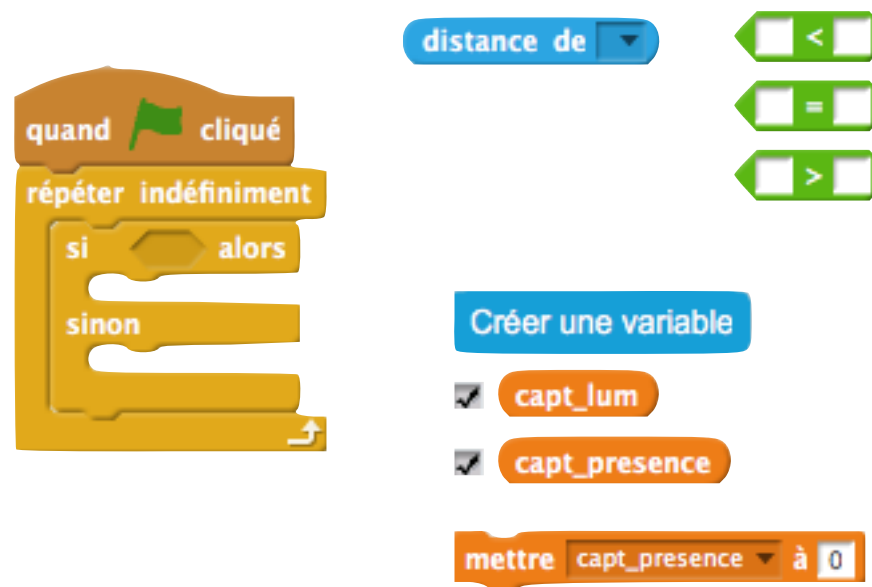 quand cliqué
répéter indéfiniment
si alors
sinon
distance de
<
=
>
Créer une variable
capt_lum
capt_presence
mettre capt_presence à 0